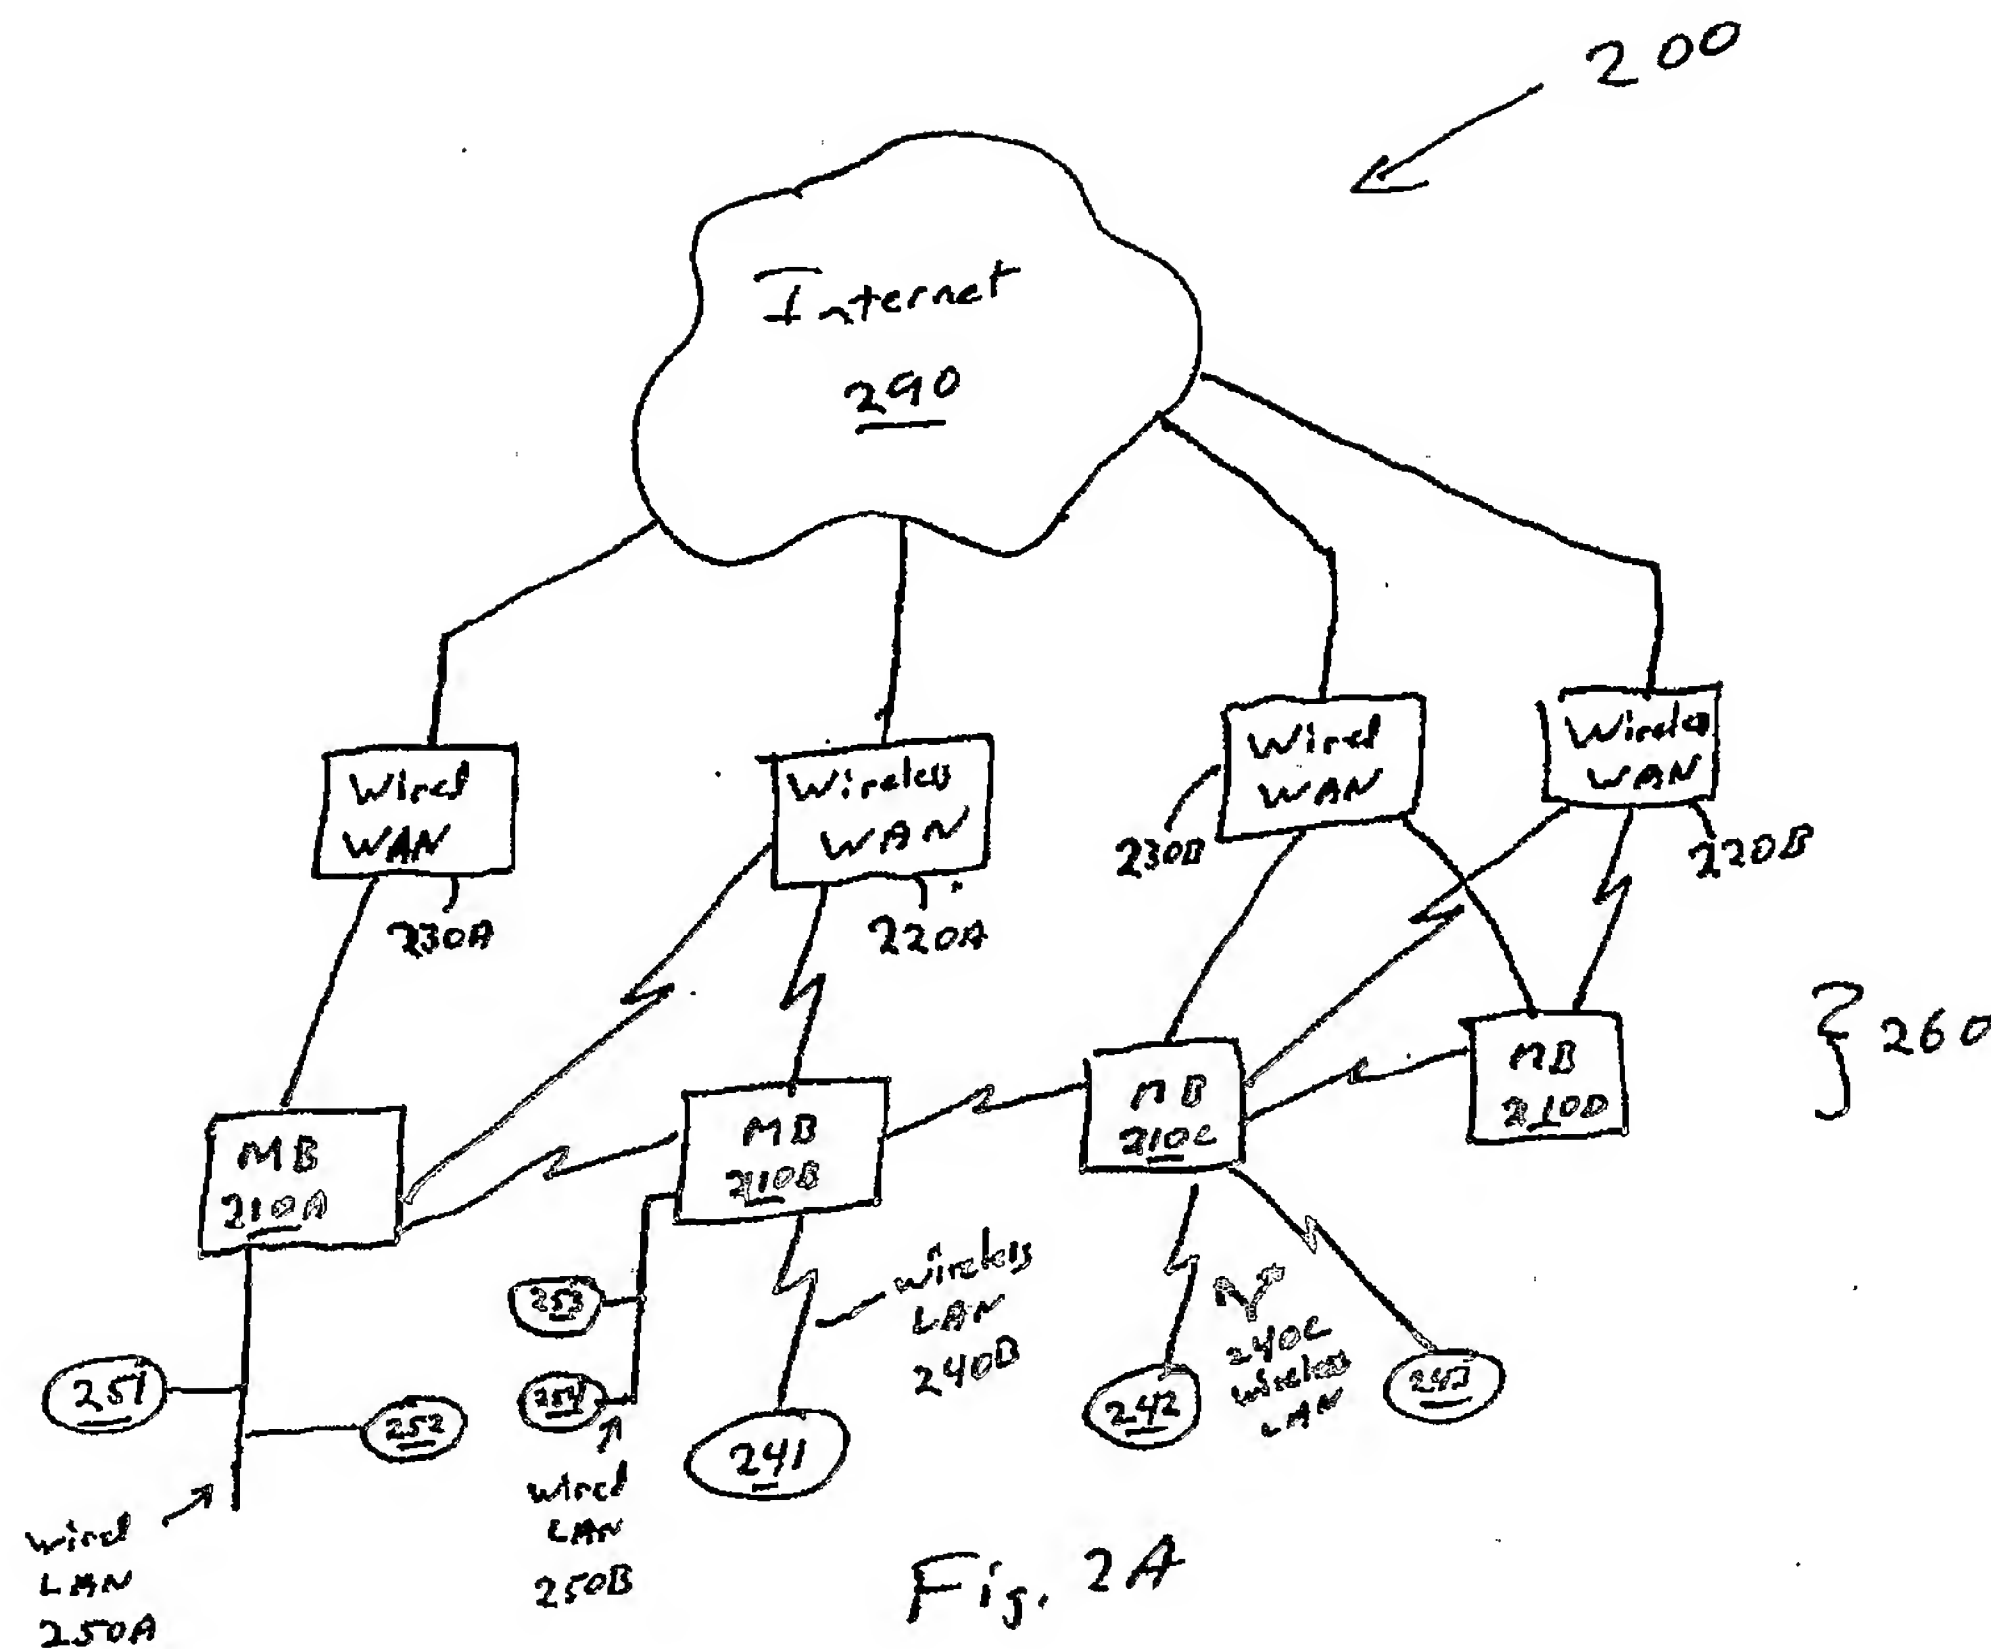 200
Internet
290
Wired
WAN
230A
Wireless
WAN
220A
Wired
WAN
230B
Wireless
WAN
220B
260
MB
210A
MB
210B
MB
210C
MB
210D
251
252
wired
LAN
250A
253
254
wired
LAN
250B
241
wireless
LAN
240B
242
240C
wireless
LAN
243
Fig. 2A